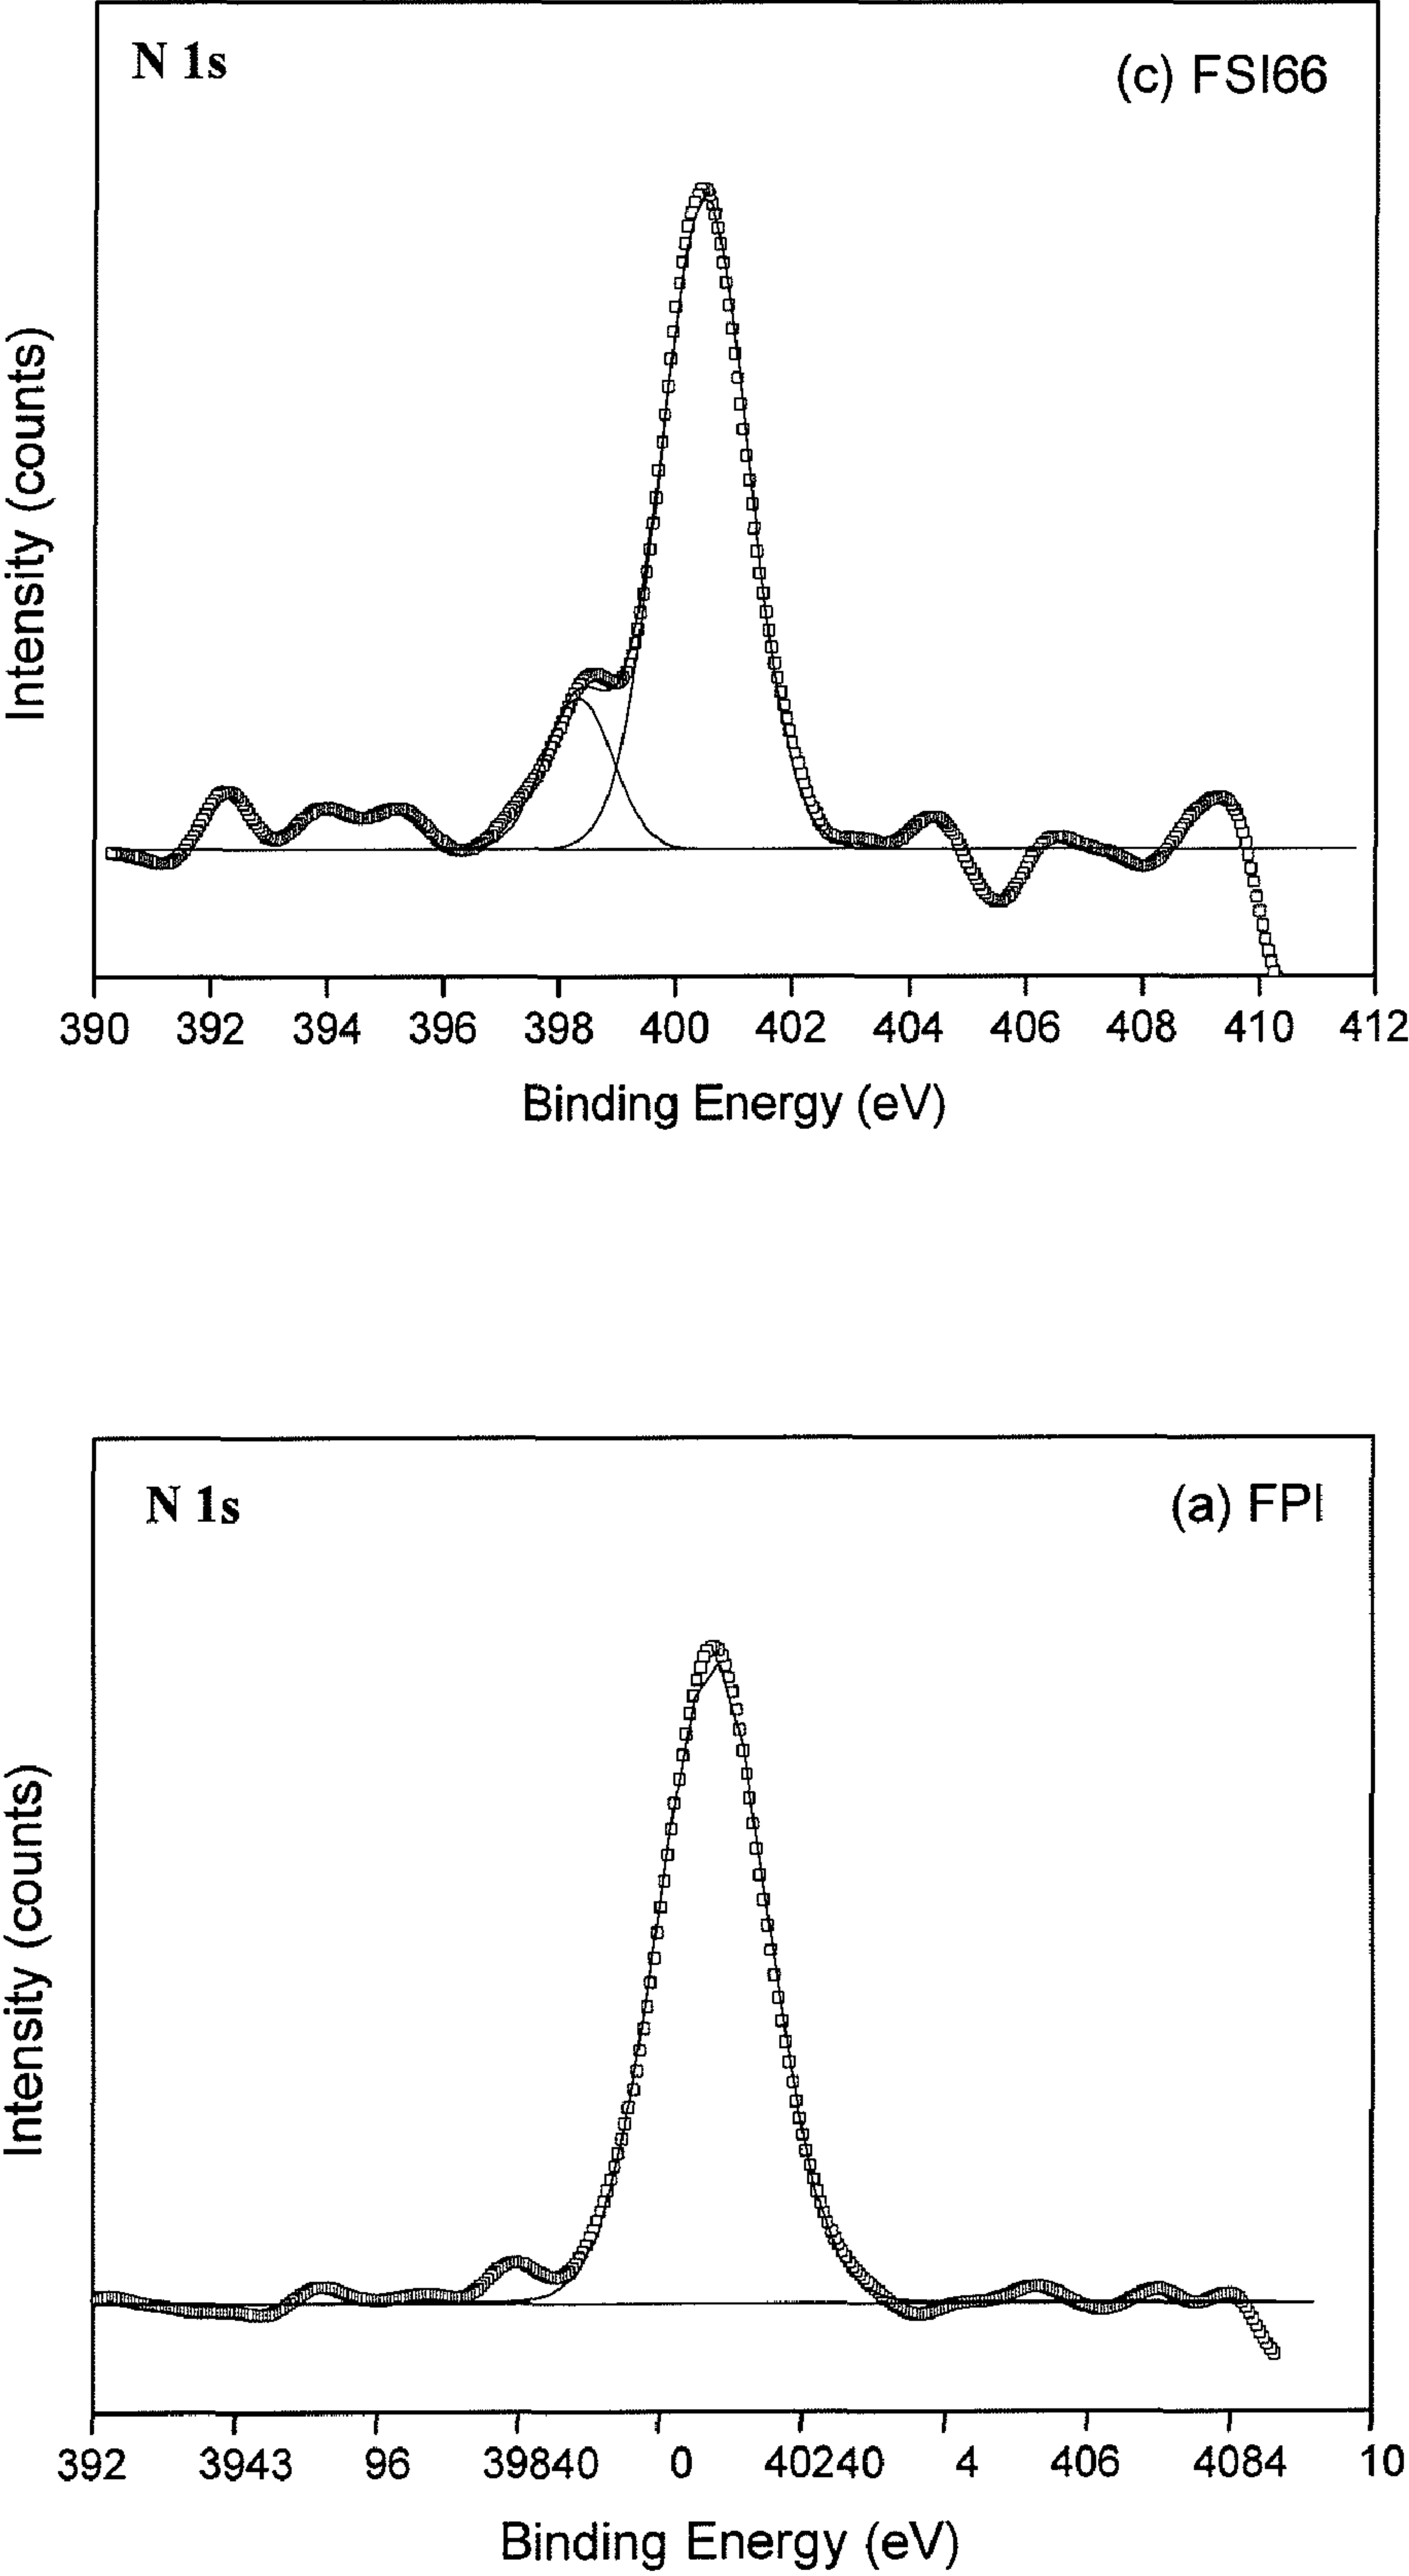 N 1s
(c) FSI66
Intensity (counts)
390 392 394 396 398 400 402 404 406 408 410 412
Binding Energy (eV)
N 1s
(a) FPI
Intensity (counts)
392 3943 96 39840 0 40240 4 406 4084 10
Binding Energy (eV)